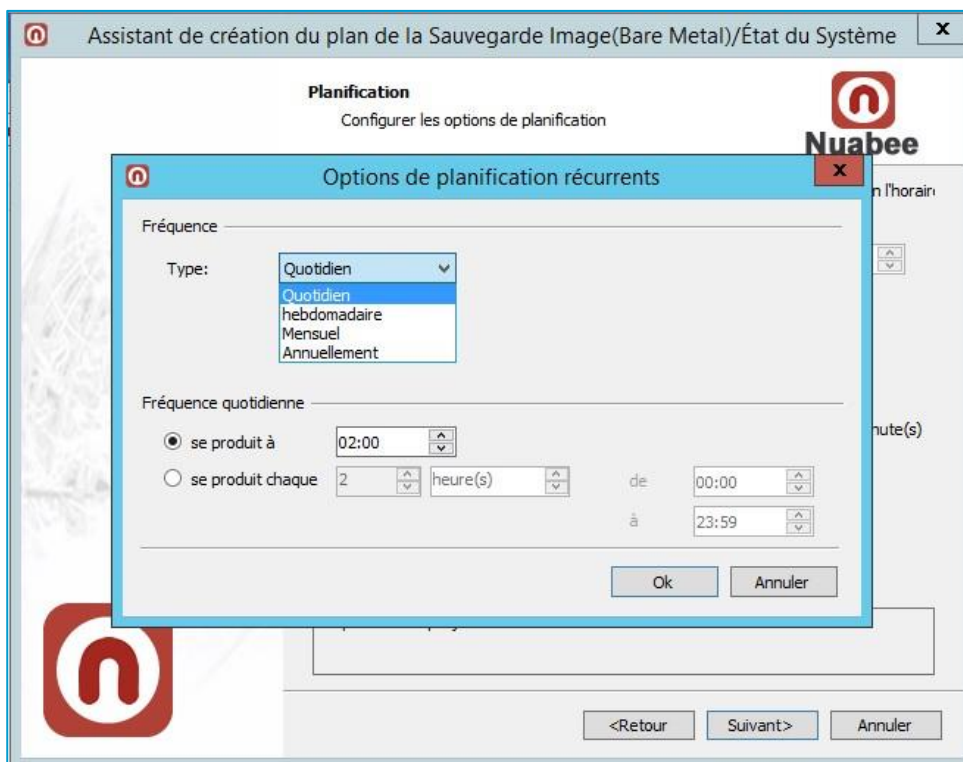 Assistant de création du plan de la Sauvegarde Image(Bare Metal)/État du Système
x
Planification
Configurer les options de planification
Nuabee
Options de planification récurrents
x
n l'horair
Fréquence
Type:
Quotidien
Quotidien
hebdomadaire
Mensuel
Annuellement
Fréquence quotidienne
nute(s)
se produit à
02:00
se produit chaque
2
heure(s)
de
00:00
à
23:59
Ok
Annuler
<Retour
Suivant>
Annuler